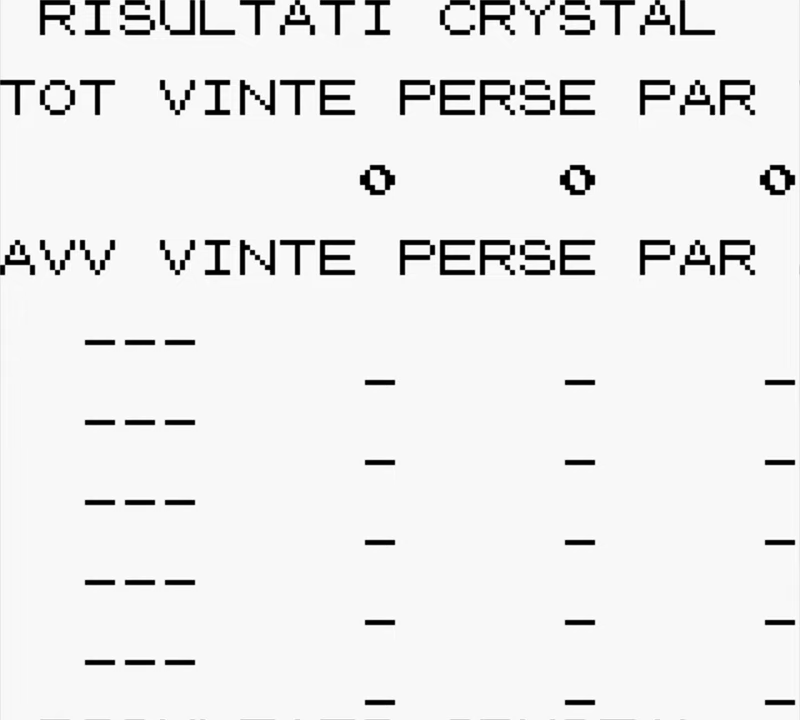 RISULTATI CRYSTAL
TOT VINTE PERSE PAR
0 0 0
AVV VINTE PERSE PAR
---
- - -
---
- - -
---
- - -
---
- - -
---
- - -